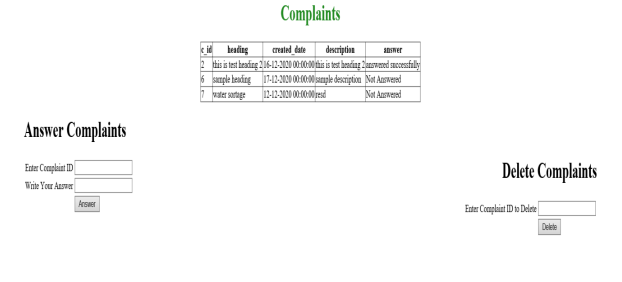 Complaints
c_id heading created_date description answer
2 this is test heading 2 16-12-2020 00:00:00 this is test heading 2 answered successfully
6 sample heading 17-12-2020 00:00:00 sample description Not Answered
7 water sortage 12-12-2020 00:00:00 resd Not Answered
Answer Complaints
Enter Complaint ID
Write Your Answer
Answer
Delete Complaints
Enter Complaint ID to Delete
Delete